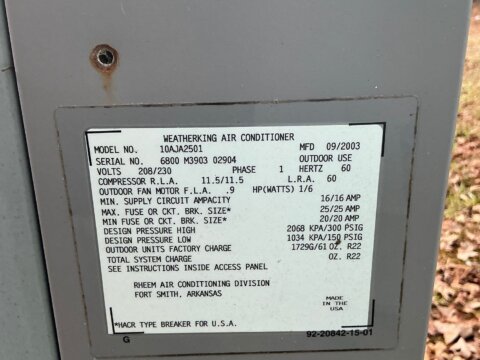 WEATHERKING AIR CONDITIONER
MODEL NO. 10AJA2501 MFD 09/2003
SERIAL NO. 6800 M3903 02904 OUTDOOR USE
VOLTS 208/230 PHASE 1 HERTZ 60
COMPRESSOR R.L.A. 11.5/11.5 L.R.A. 60
OUTDOOR FAN MOTOR F.L.A. .9 HP(WATTS) 1/6
MIN. SUPPLY CIRCUIT AMPACITY 16/16 AMP
MAX. FUSE OR CKT. BRK. SIZE* 25/25 AMP
MIN FUSE OR CKT. BRK. SIZE* 20/20 AMP
DESIGN PRESSURE HIGH 2068 KPA/300 PSIG
DESIGN PRESSURE LOW 1034 KPA/150 PSIG
OUTDOOR UNITS FACTORY CHARGE 1729G/61 OZ. R22
TOTAL SYSTEM CHARGE OZ. R22
SEE INSTRUCTIONS INSIDE ACCESS PANEL
RHEEM AIR CONDITIONING DIVISION
FORT SMITH, ARKANSAS
MADE
IN THE
USA
*HACR TYPE BREAKER FOR U.S.A.
G 92-20842-15-01